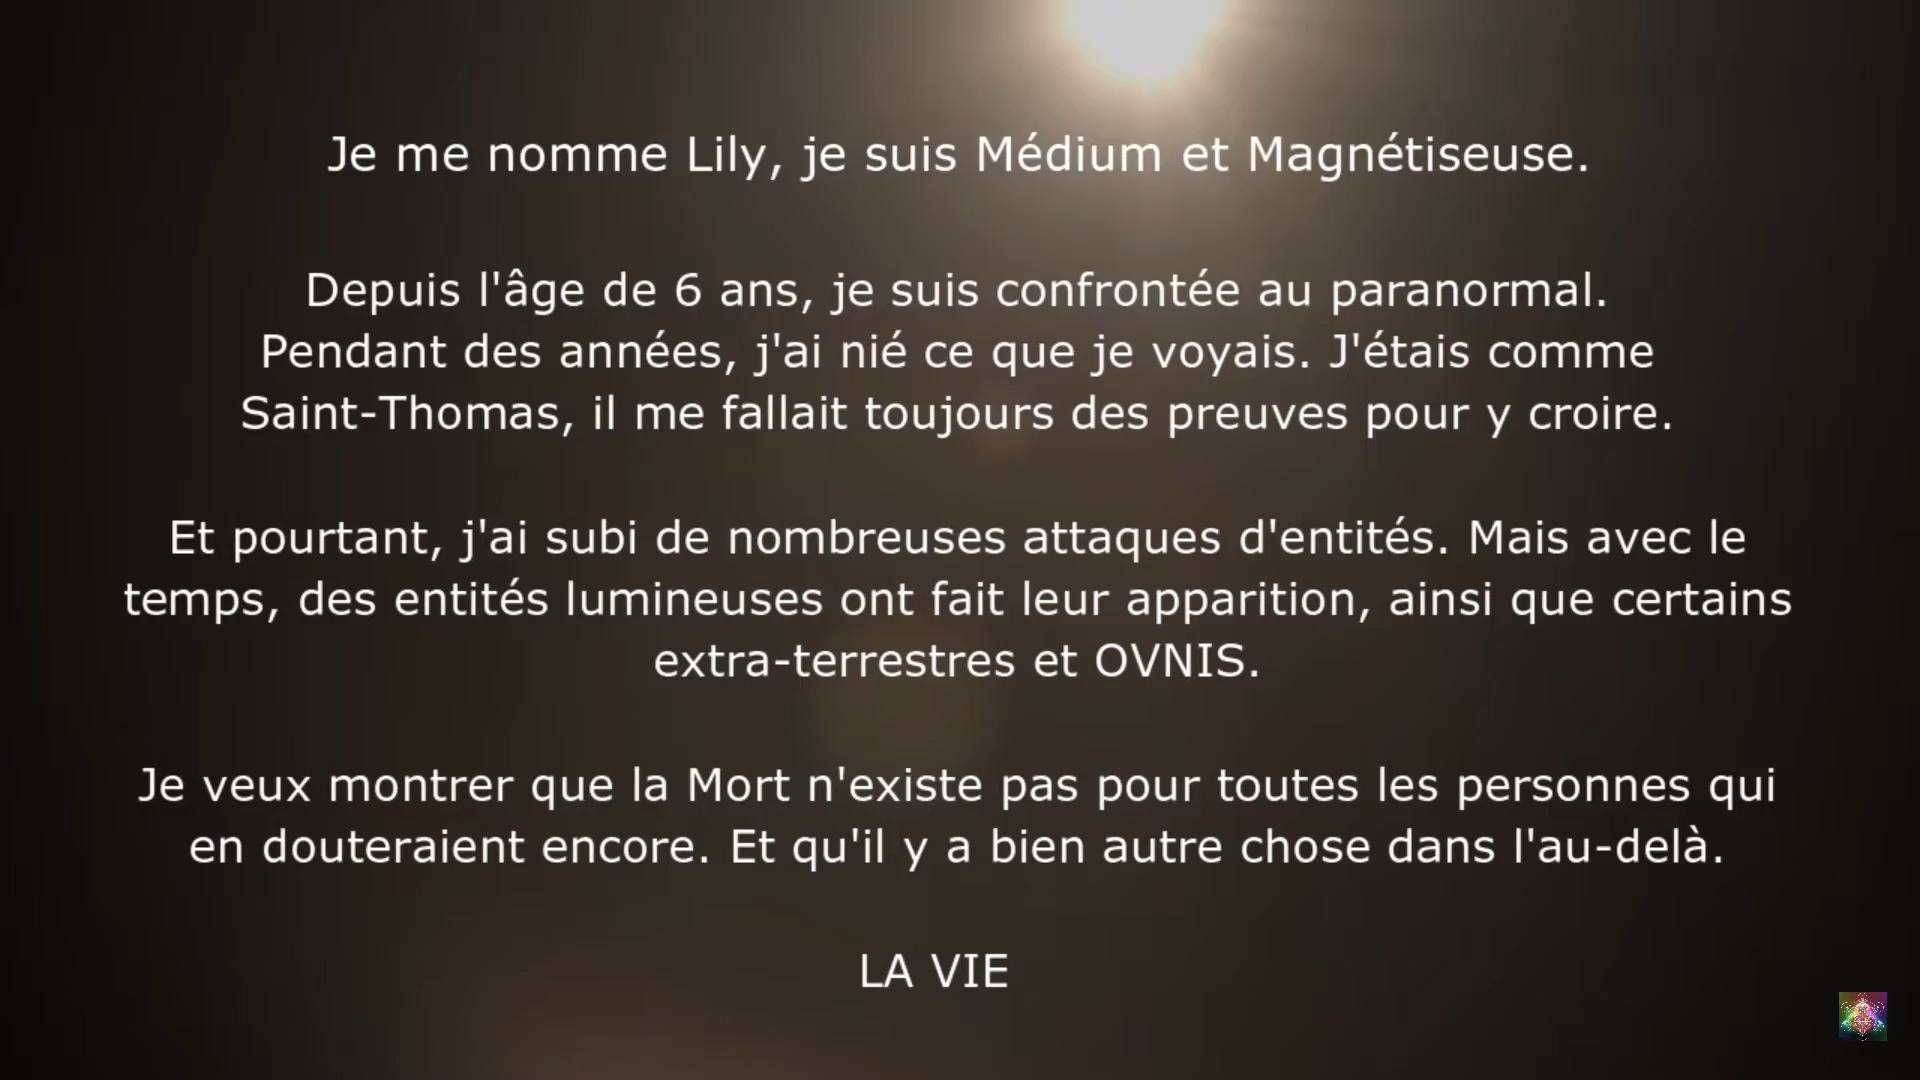 Je me nomme Lily, je suis Médium et Magnétiseuse.
Depuis l'âge de 6 ans, je suis confrontée au paranormal.
Pendant des années, j'ai nié ce que je voyais. J'étais comme
Saint-Thomas, il me fallait toujours des preuves pour y croire.
Et pourtant, j'ai subi de nombreuses attaques d'entités. Mais avec le
temps, des entités lumineuses ont fait leur apparition, ainsi que certains
extra-terrestres et OVNIS.
Je veux montrer que la Mort n'existe pas pour toutes les personnes qui
en douteraient encore. Et qu'il y a bien autre chose dans l'au-delà.
LA VIE